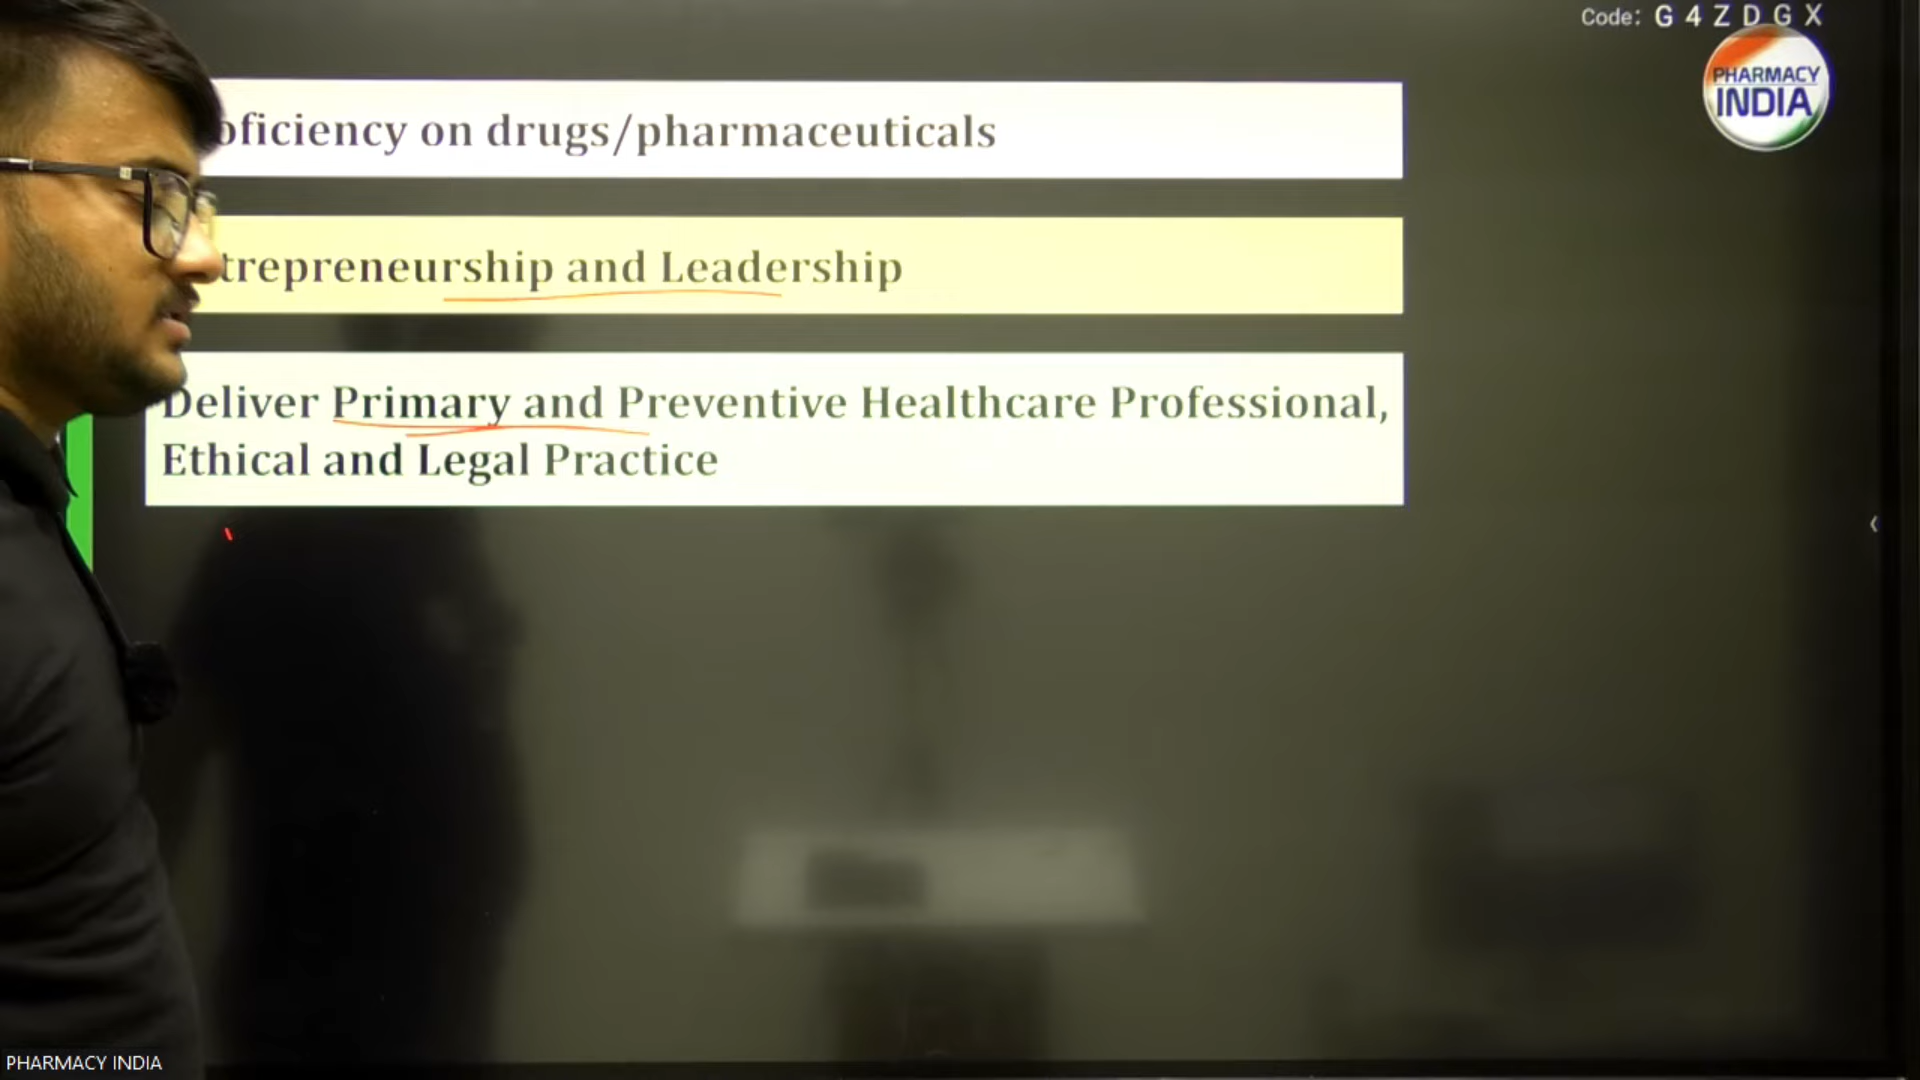 Code: G 4 Z D G X
PHARMACY
INDIA
oficiency on drugs/pharmaceuticals
trepreneurship and Leadership
Deliver Primary and Preventive Healthcare Professional,
Ethical and Legal Practice
PHARMACY INDIA